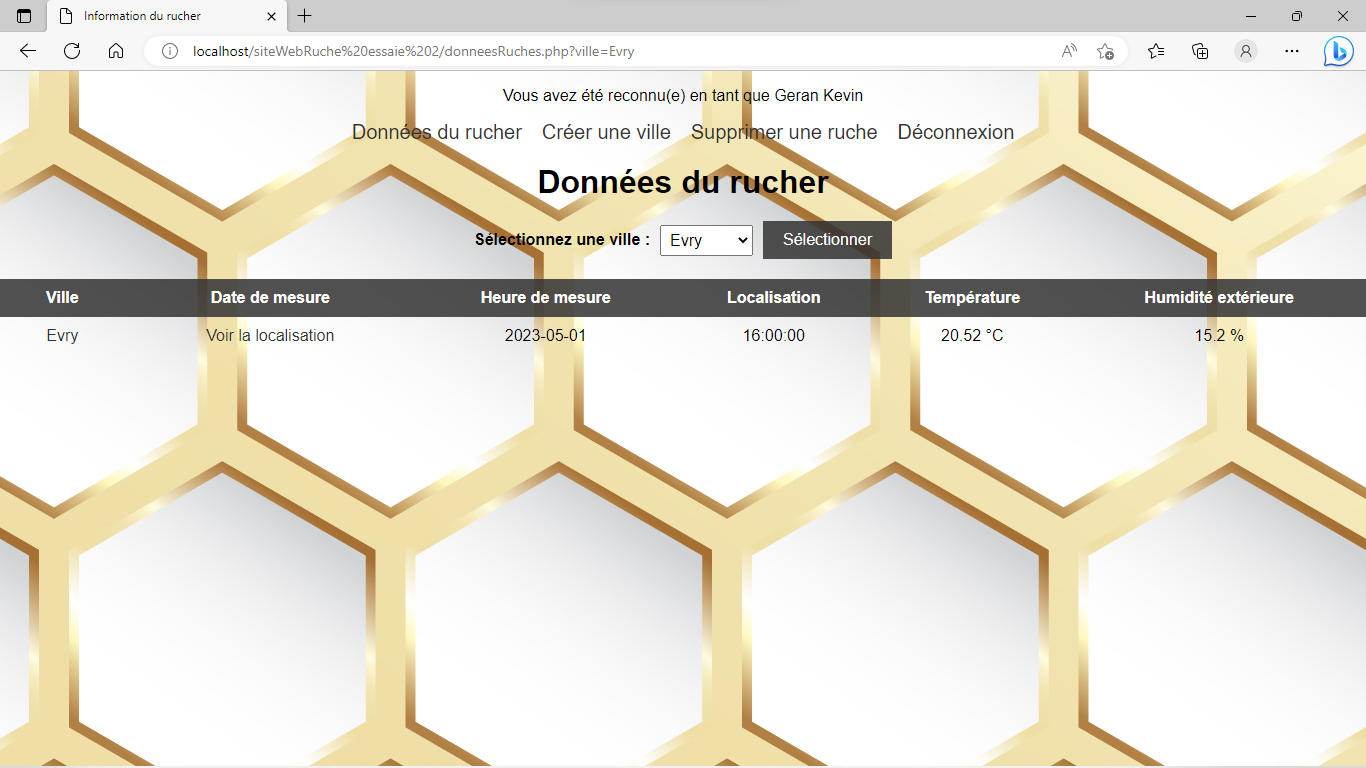 Information du rucher
localhost/siteWebRuche%20essaie%202/donneesRuches.php?ville=Evry
Vous avez été reconnu(e) en tant que Geran Kevin
Données du rucher Créer une ville Supprimer une ruche Déconnexion
Données du rucher
Sélectionnez une ville : Evry Sélectionner
Ville Date de mesure Heure de mesure Localisation Température Humidité extérieure
Evry Voir la localisation 2023-05-01 16:00:00 20.52 °C 15.2 %